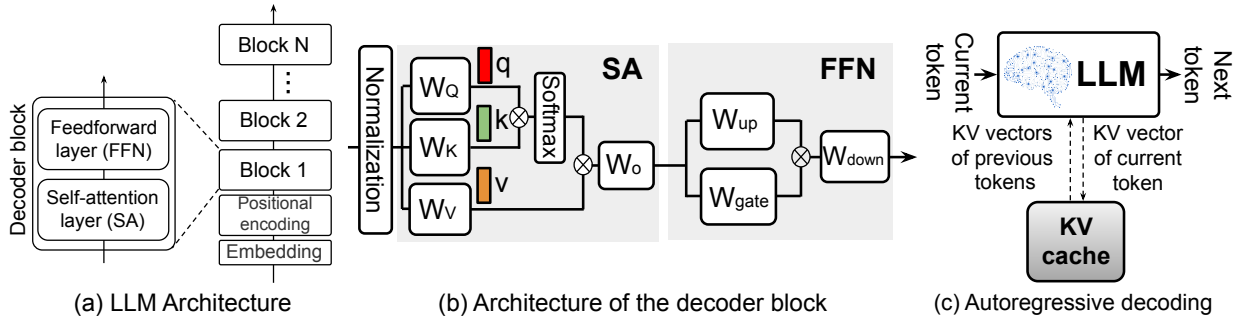 Block N
⋮
Block 2
Block 1
Positional
encoding
Embedding
Decoder block
Feedforward
layer (FFN)
Self-attention
layer (SA)
(a) LLM Architecture
Normalization
WQ
WK
WV
q
k
v
Softmax
SA
Wo
FFN
Wup
Wgate
Wdown
(b) Architecture of the decoder block
Current
token
LLM
Next
token
KV vectors
of previous
tokens
KV vector
of current
token
KV
cache
(c) Autoregressive decoding